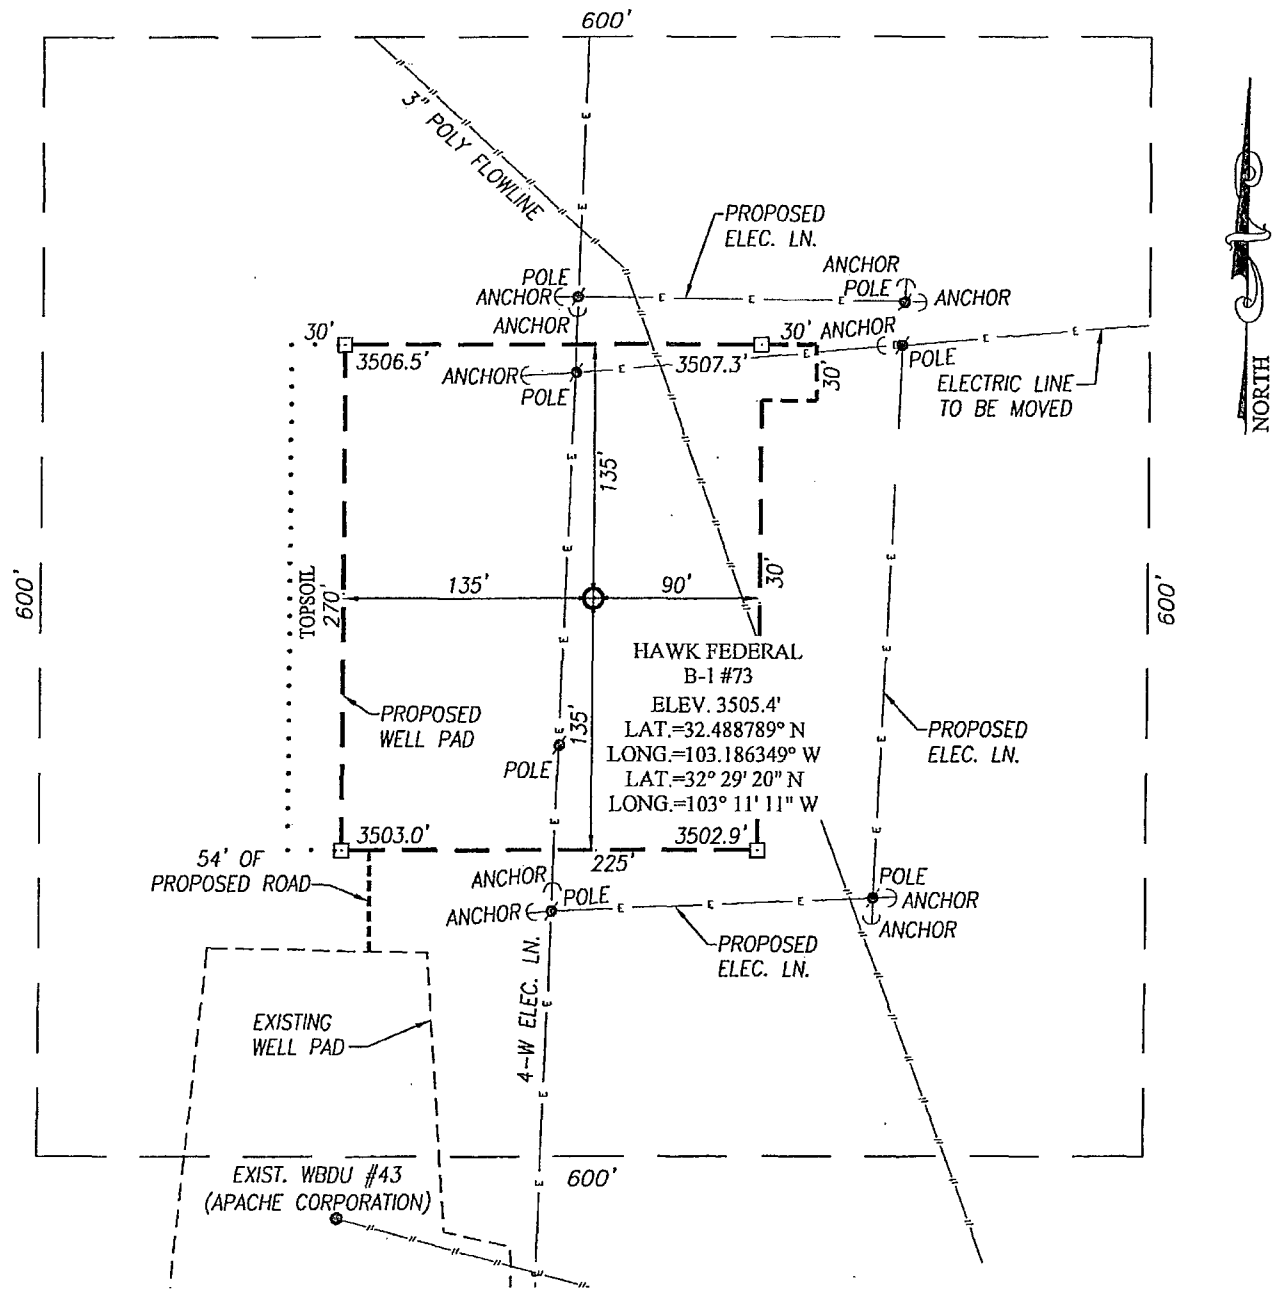 600'
3" POLY FLOWLINE
PROPOSED
ELEC. LN.
ANCHOR
POLE
POLE
ANCHOR
ANCHOR
ANCHOR
ANCHOR
30'
30'
3506.5'
3507.3'
ANCHOR
POLE
POLE
30'
ELECTRIC LINE
TO BE MOVED
NORTH
135'
600'
TOPSOIL
270'
135'
90'
30'
600'
HAWK FEDERAL
B-1 #73
ELEV. 3505.4'
LAT.=32.488789° N
LONG.=103.186349° W
LAT.=32° 29' 20" N
LONG.=103° 11' 11" W
PROPOSED
WELL PAD
135'
POLE
PROPOSED
ELEC. LN.
3503.0'
3502.9'
225'
54' OF
PROPOSED ROAD
ANCHOR
POLE
ANCHOR
POLE
ANCHOR
ANCHOR
PROPOSED
ELEC. LN.
4-W ELEC. LN.
EXISTING
WELL PAD
EXIST. WBDU #43
(APACHE CORPORATION)
600'